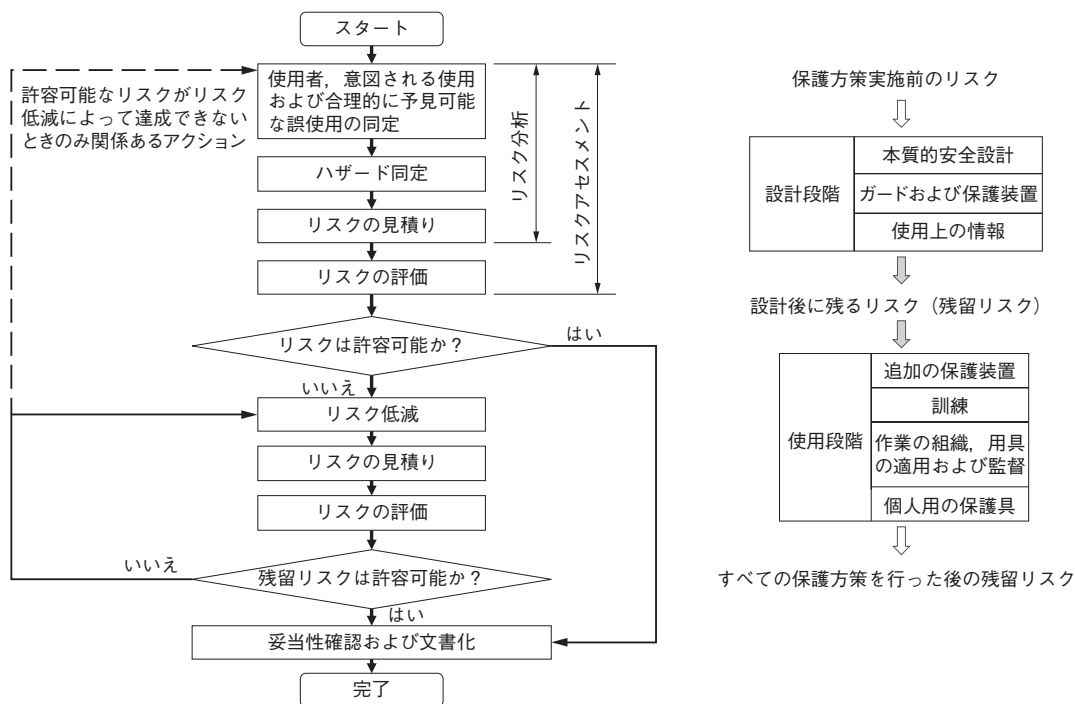 スタート
使用者，意図される使用
および合理的に予見可能
な誤使用の同定
許容可能なリスクがリスク
低減によって達成できない
ときのみ関係あるアクション
リスク分析
リスクアセスメント
ハザード同定
リスクの見積り
リスクの評価
リスクは許容可能か？
はい
いいえ
リスク低減
リスクの見積り
リスクの評価
いいえ
残留リスクは許容可能か？
はい
妥当性確認および文書化
完了
保護方策実施前のリスク
設計段階
本質的安全設計
ガードおよび保護装置
使用上の情報
設計後に残るリスク（残留リスク）
使用段階
追加の保護装置
訓練
作業の組織，用具
の適用および監督
個人用の保護具
すべての保護方策を行った後の残留リスク